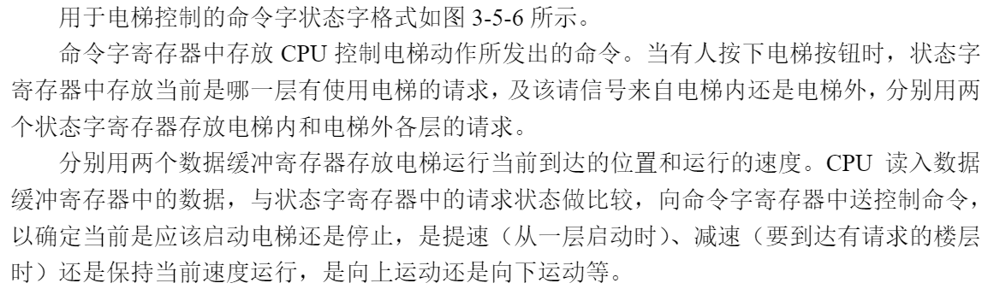 用于电梯控制的命令字状态字格式如图 3-5-6 所示。
命令字寄存器中存放 CPU 控制电梯动作所发出的命令。当有人按下电梯按钮时，状态字
寄存器中存放当前是哪一层有使用电梯的请求，及该请信号来自电梯内还是电梯外，分别用两
个状态字寄存器存放电梯内和电梯外各层的请求。
分别用两个数据缓冲寄存器存放电梯运行当前到达的位置和运行的速度。CPU 读入数据
缓冲寄存器中的数据，与状态字寄存器中的请求状态做比较，向命令字寄存器中送控制命令，
以确定当前是应该启动电梯还是停止，是提速（从一层启动时）、减速（要到达有请求的楼层
时）还是保持当前速度运行，是向上运动还是向下运动等。